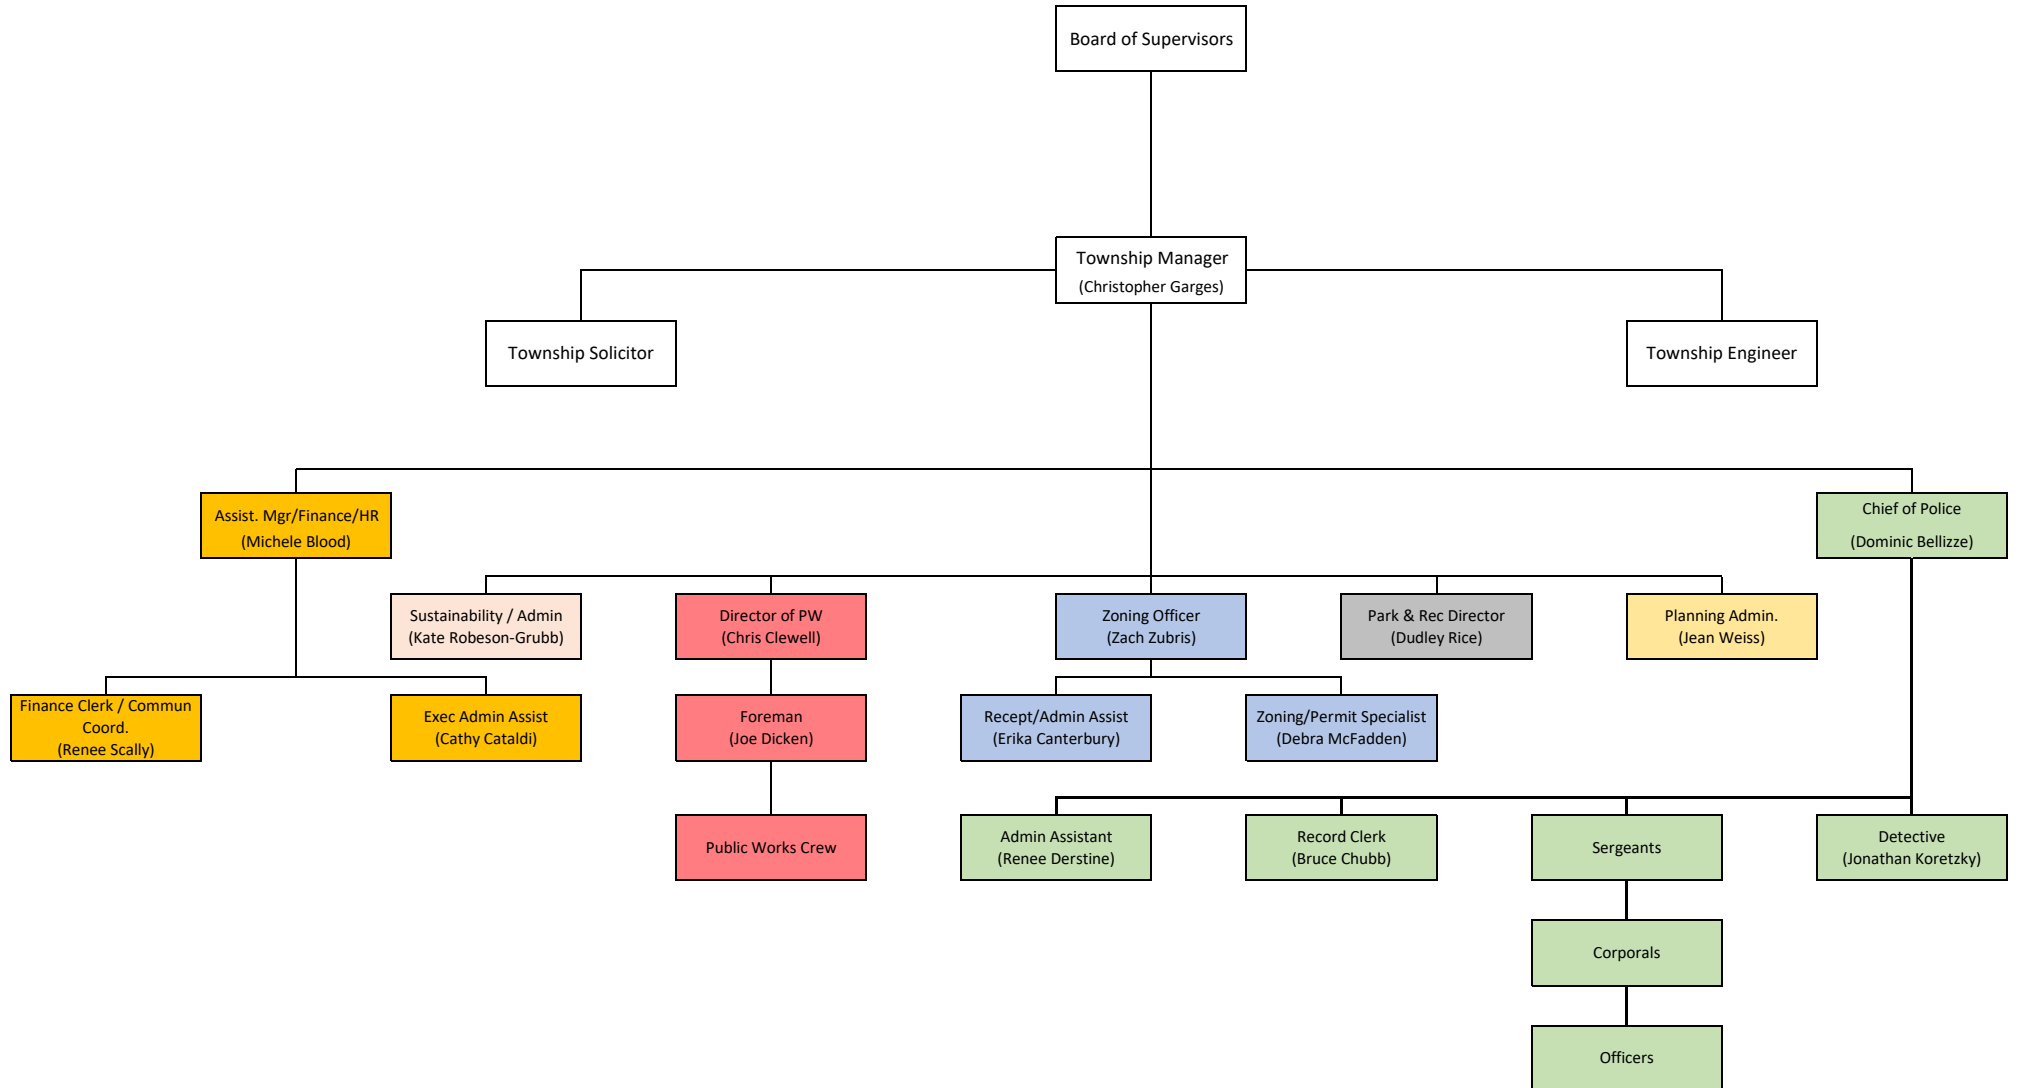 Board of Supervisors
Township Manager
(Christopher Garges)
Township Solicitor
Township Engineer
Assist. Mgr/Finance/HR
(Michele Blood)
Chief of Police
(Dominic Bellizze)
Sustainability / Admin
(Kate Robeson-Grubb)
Director of PW
(Chris Clewell)
Zoning Officer
(Zach Zubris)
Park & Rec Director
(Dudley Rice)
Planning Admin.
(Jean Weiss)
Finance Clerk / Commun
Coord.
(Renee Scally)
Exec Admin Assist
(Cathy Cataldi)
Foreman
(Joe Dicken)
Recept/Admin Assist
(Erika Canterbury)
Zoning/Permit Specialist
(Debra McFadden)
Public Works Crew
Admin Assistant
(Renee Derstine)
Record Clerk
(Bruce Chubb)
Sergeants
Detective
(Jonathan Koretzky)
Corporals
Officers